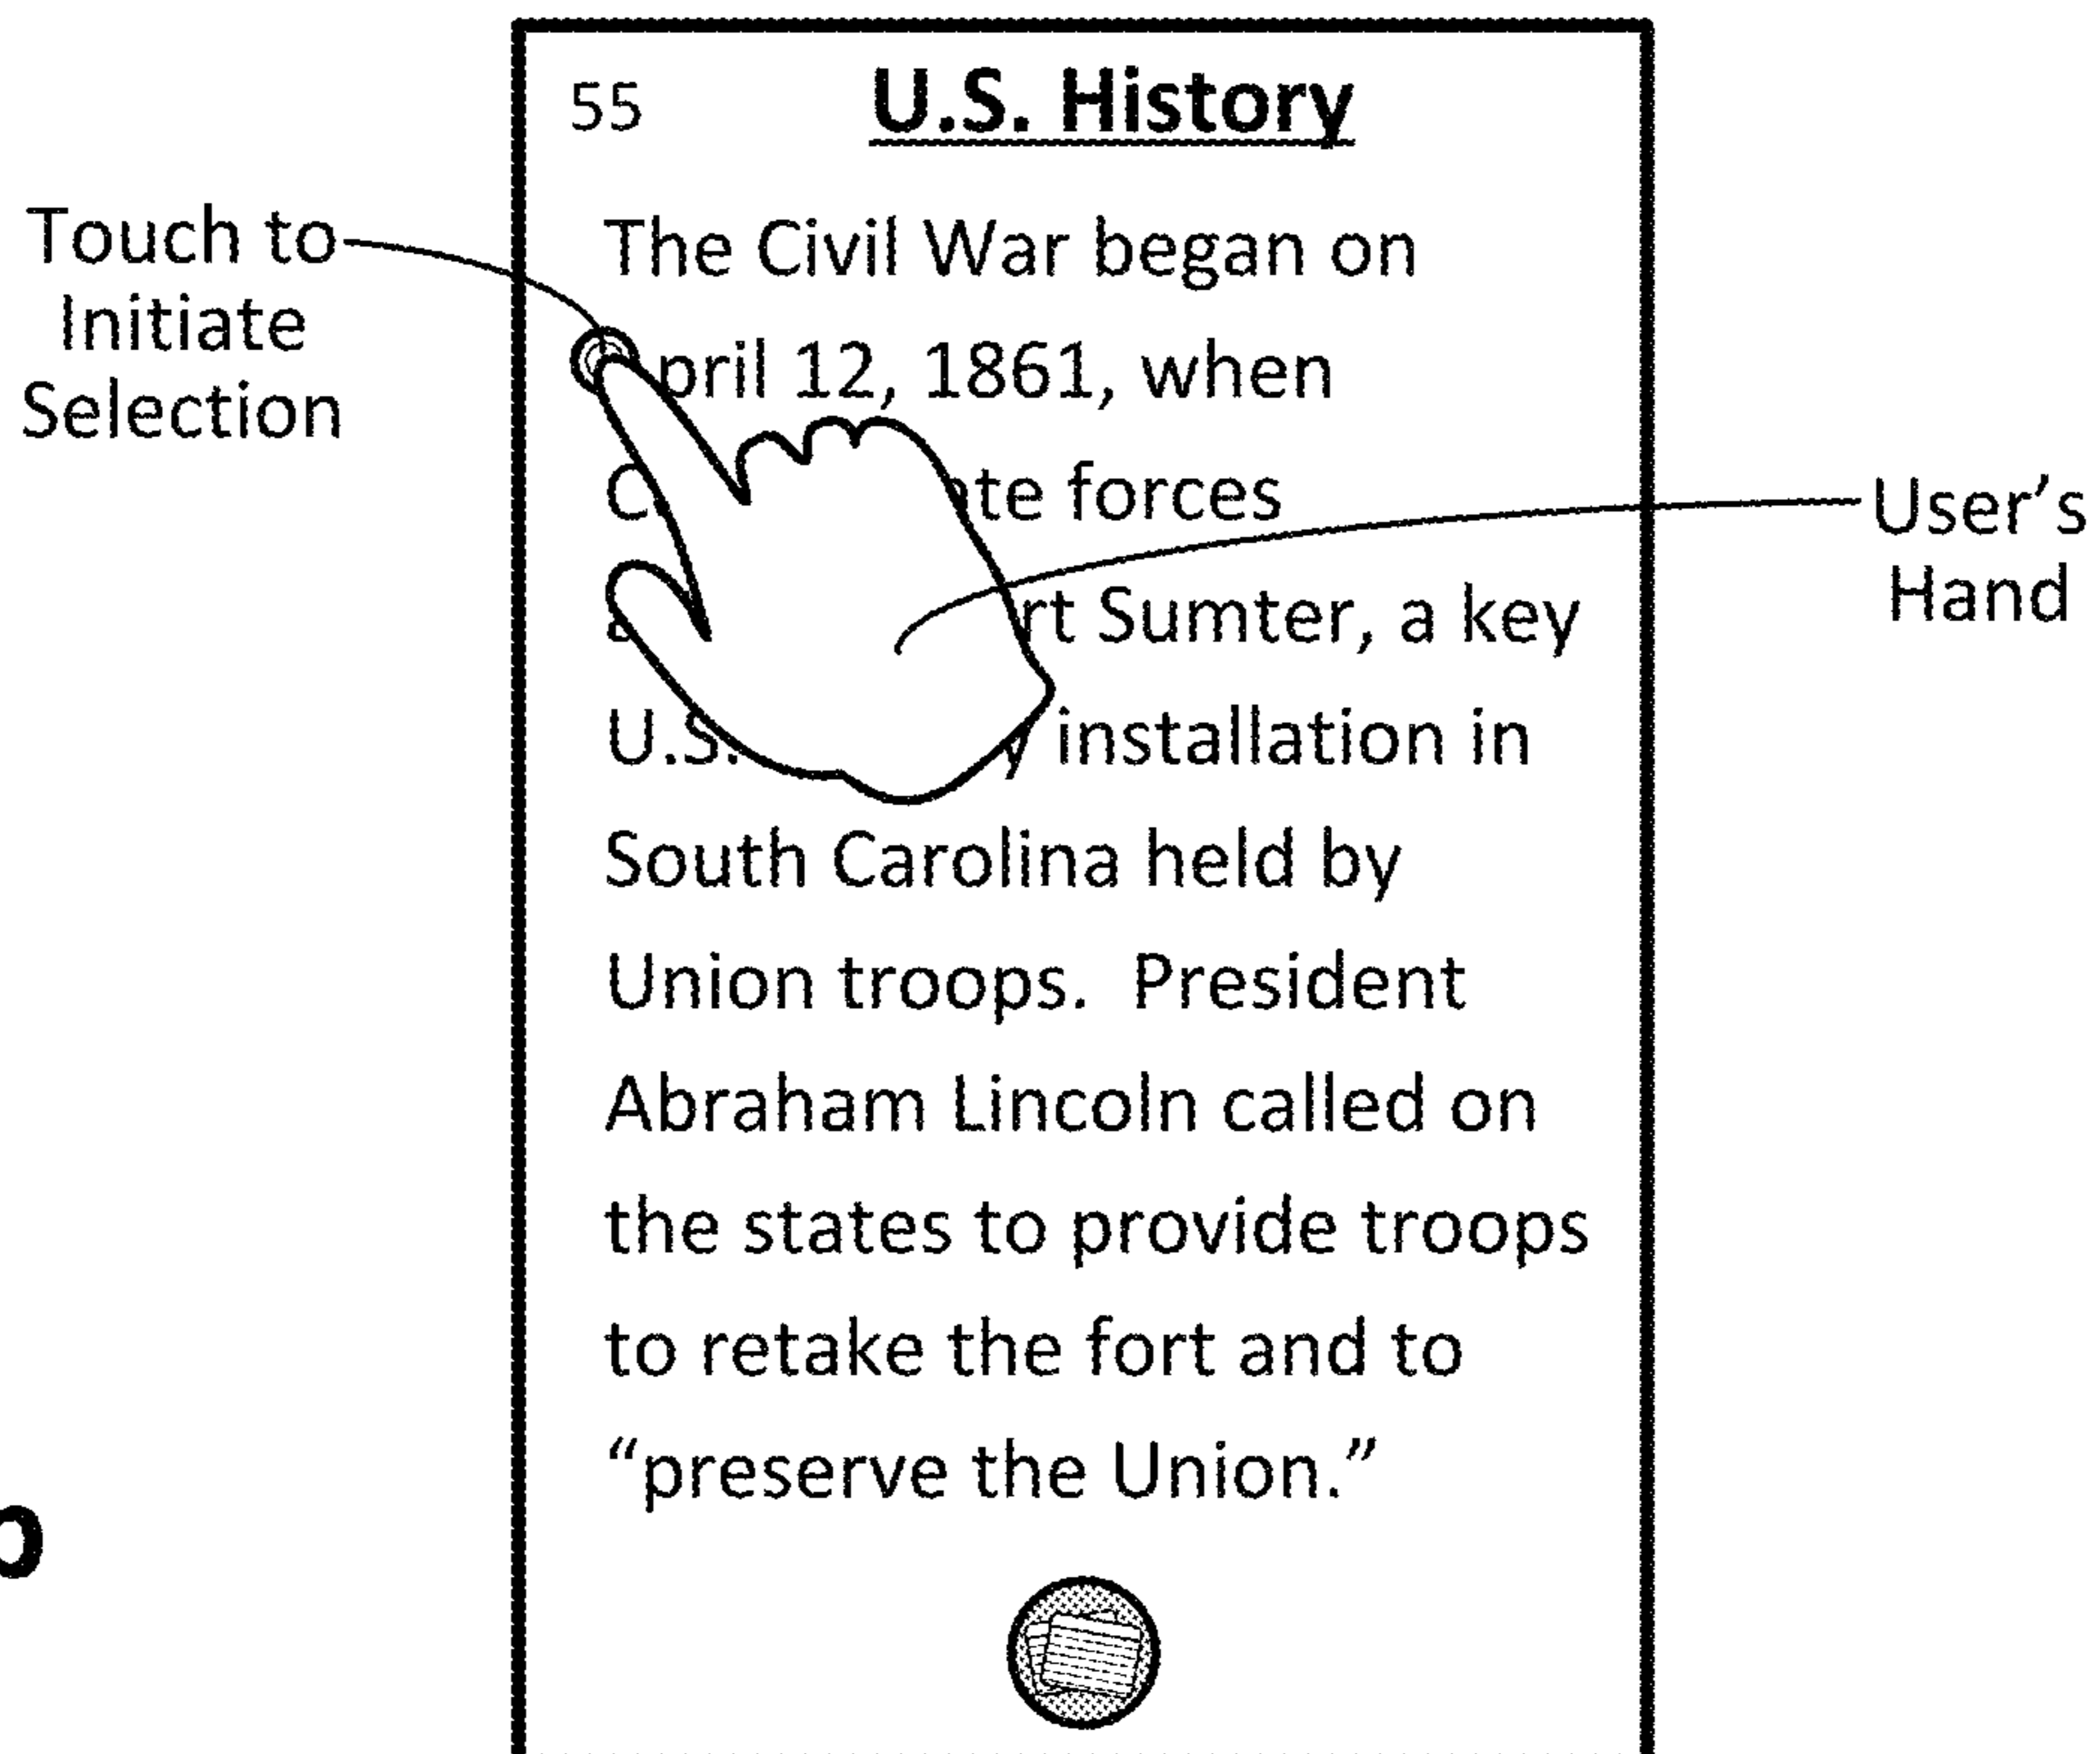 55 U.S. History
Touch to
Initiate
Selection
The Civil War began on
pril 12, 1861, when
te forces
rt Sumter, a key
U.S. y installation in
South Carolina held by
Union troops.  President
Abraham Lincoln called on
the states to provide troops
to retake the fort and to
“preserve the Union.”
User’s
Hand